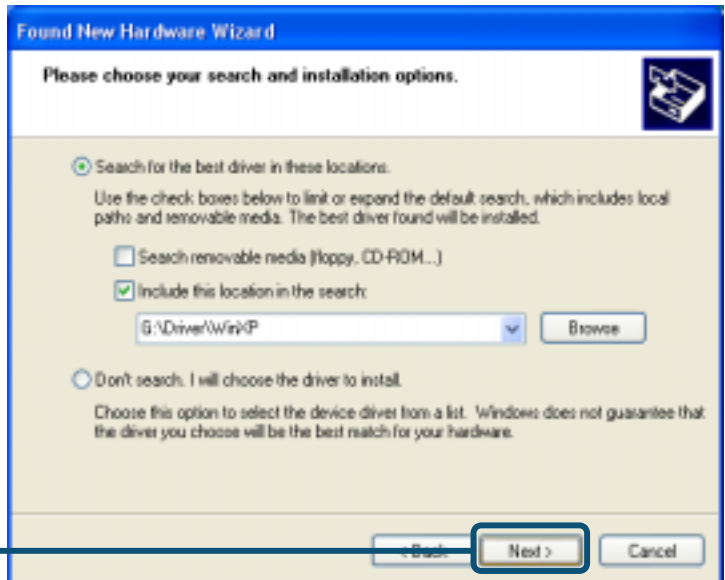 Found New Hardware Wizard
Please choose your search and installation options.
Search for the best driver in these locations.
Use the check boxes below to limit or expand the default search, which includes local
paths and removable media. The best driver found will be installed.
Search removable media (floppy, CD-ROM...)
Include this location in the search:
G:\Driver\WinXP
Browse
Don't search. I will choose the driver to install.
Choose this option to select the device driver from a list. Windows does not guarantee that
the driver you choose will be the best match for your hardware.
< Back Next > Cancel